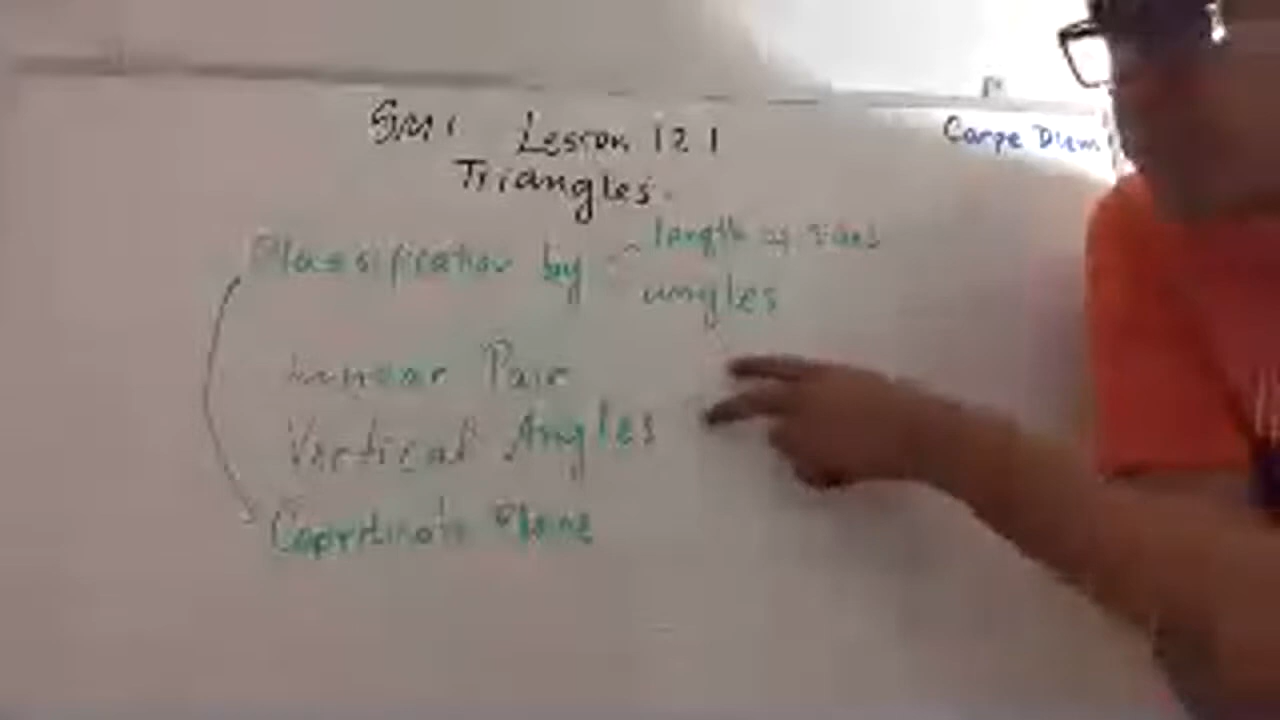 Lesson 12 1
Carpe Diem
Triangles.
Classification by
length of sides
angles
Linear Pair
Vertical Angles
Coordinate Plane